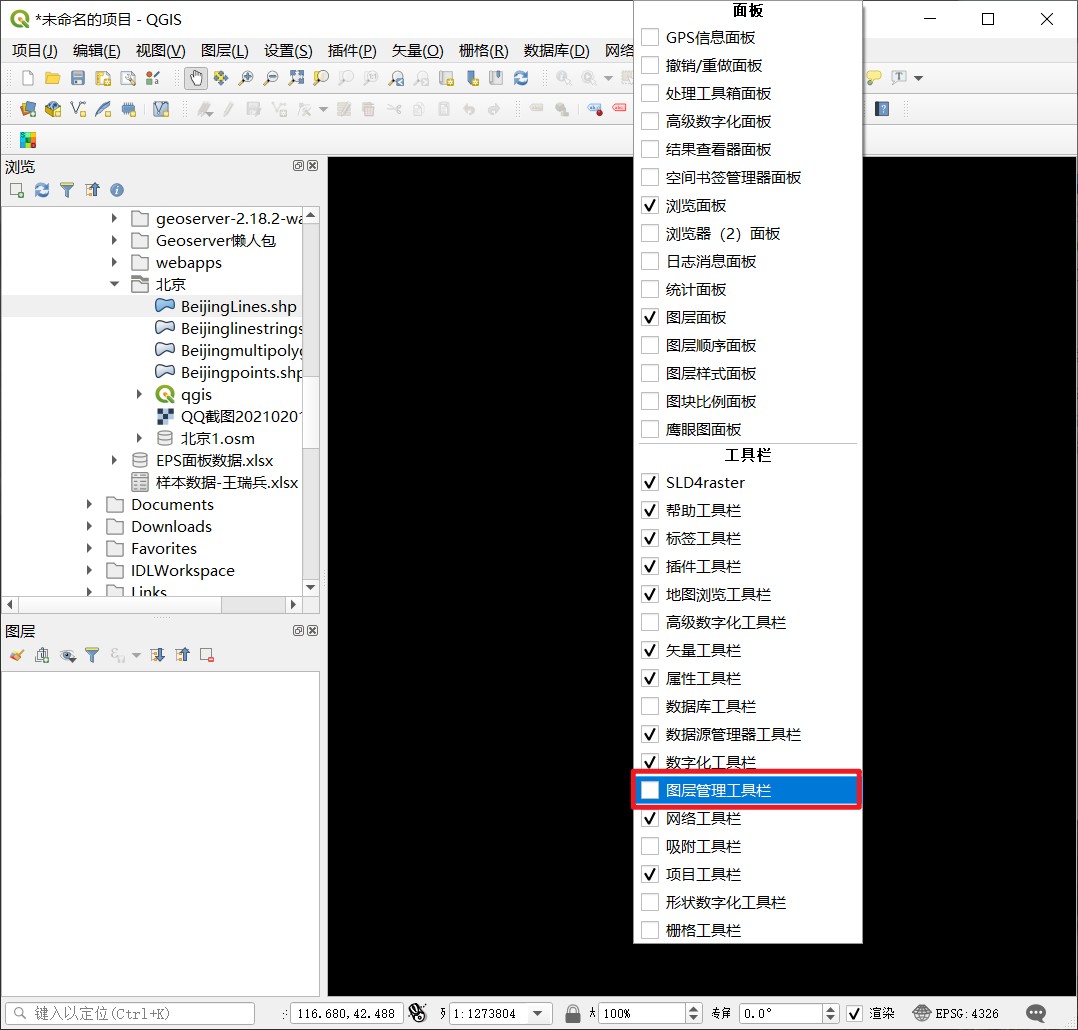 *未命名的项目 - QGIS
项目(J) 编辑(E) 视图(V) 图层(L) 设置(S) 插件(P) 矢量(O) 栅格(R) 数据库(D) 网络
浏览
geoserver-2.18.2-wa
Geoserver懒人包
webapps
北京
BeijingLines.shp
Beijinglinestrings
Beijingmultipoly
Beijingpoints.shp
qgis
QQ截图2021020
北京1.osm
EPS面板数据.xlsx
样本数据-王瑞兵.xlsx
Documents
Downloads
Favorites
IDLWorkspace
Links
图层
面板
GPS信息面板
撤销/重做面板
处理工具箱面板
高级数字化面板
结果查看器面板
空间书签管理器面板
浏览面板
浏览器（2）面板
日志消息面板
统计面板
图层面板
图层顺序面板
图层样式面板
图块比例面板
鹰眼图面板
工具栏
SLD4raster
帮助工具栏
标签工具栏
插件工具栏
地图浏览工具栏
高级数字化工具栏
矢量工具栏
属性工具栏
数据库工具栏
数据源管理器工具栏
数字化工具栏
图层管理工具栏
网络工具栏
吸附工具栏
项目工具栏
形状数字化工具栏
栅格工具栏
键入以定位(Ctrl+K) 116.680,42.488 1:1273804 100% 0.0° 渲染 EPSG:4326